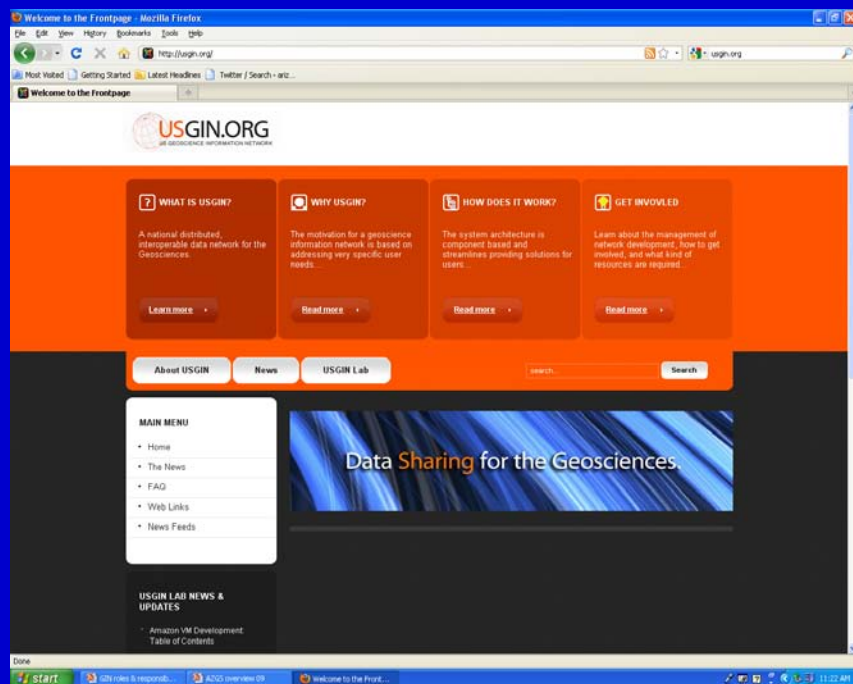 Welcome to the Frontpage - Mozilla Firefox
File Edit View History Bookmarks Tools Help
http://usgin.org/
usgin.org
Most Visited Getting Started Latest Headlines Twitter / Search - ariz...
Welcome to the Frontpage
USGIN.ORG
US GEOSCIENCE INFORMATION NETWORK
WHAT IS USGIN?
A national distributed,
interoperable data network for the
Geosciences.
Learn more
WHY USGIN?
The motivation for a geoscience
information network is based on
addressing very specific user
needs...
Read more
HOW DOES IT WORK?
The system architecture is
component based and
streamlines providing solutions for
users...
Read more
GET INVOVLED
Learn about the management of
network development, how to get
involved, and what kind of
resources are required...
Read more
About USGIN News USGIN Lab
search... Search
MAIN MENU
Home
The News
FAQ
Web Links
News Feeds
Data Sharing for the Geosciences.
USGIN LAB NEWS &
UPDATES
Amazon VM Development:
Table of Contents
Done
start GIN roles & responsib... AZGS overview 09 Welcome to the Front... 11:22 AM